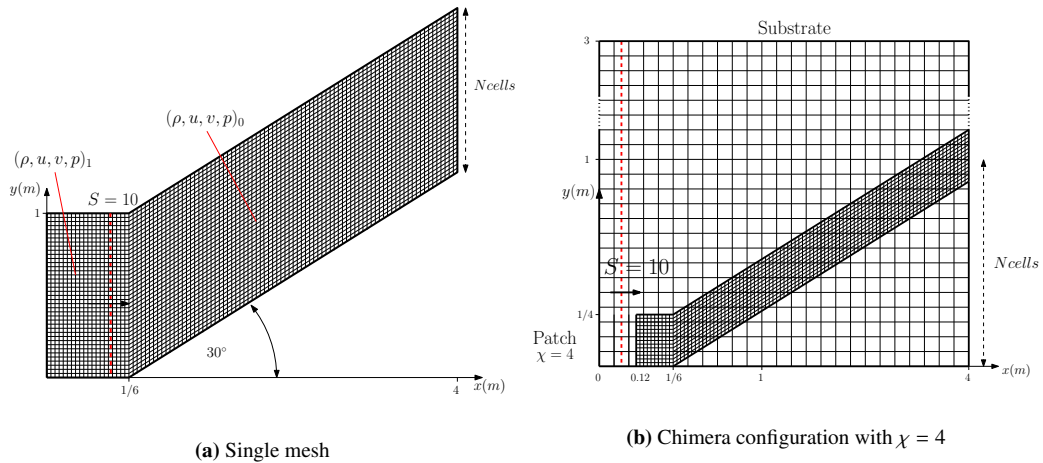 (ρ, u, v, p)₀
(ρ, u, v, p)₁
y(m)
S = 10
1
Ncells
30°
1/6
4
x(m)
(a) Single mesh
Substrate
3
1
y(m)
S = 10
1/4
Patch
χ = 4
Ncells
0
0.12
1/6
1
4
x(m)
(b) Chimera configuration with χ = 4